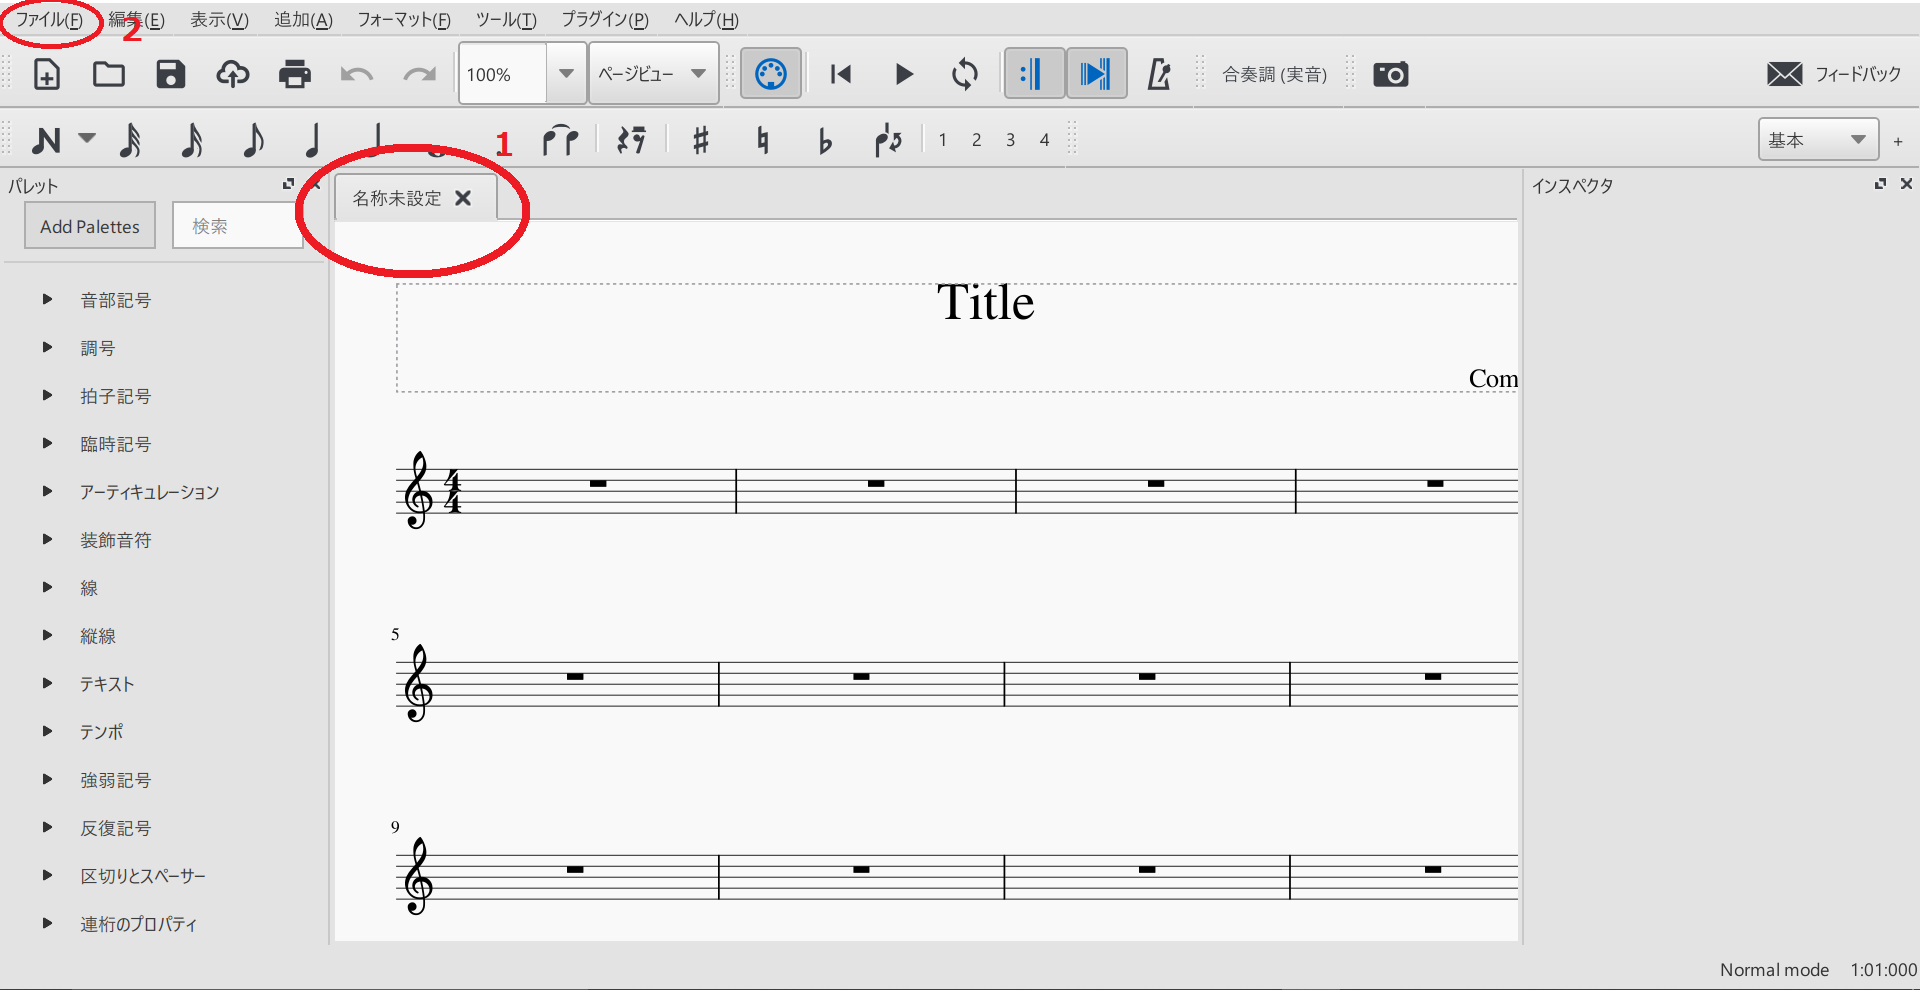 ファイル(F) 編集(E) 表示(V) 追加(A) フォーマット(F) ツール(T) プラグイン(P) ヘルプ(H)
2
100% ページビュー 合奏調 (実音) フィードバック
1
1 2 3 4 基本 +
パレット
名称未設定
インスペクタ
Add Palettes 検索
Title
Com
音部記号
調号
拍子記号
臨時記号
アーティキュレーション
装飾音符
線
縦線
テキスト
テンポ
強弱記号
反復記号
区切りとスペーサー
連桁のプロパティ
4
4
5
9
Normal mode 1:01:000